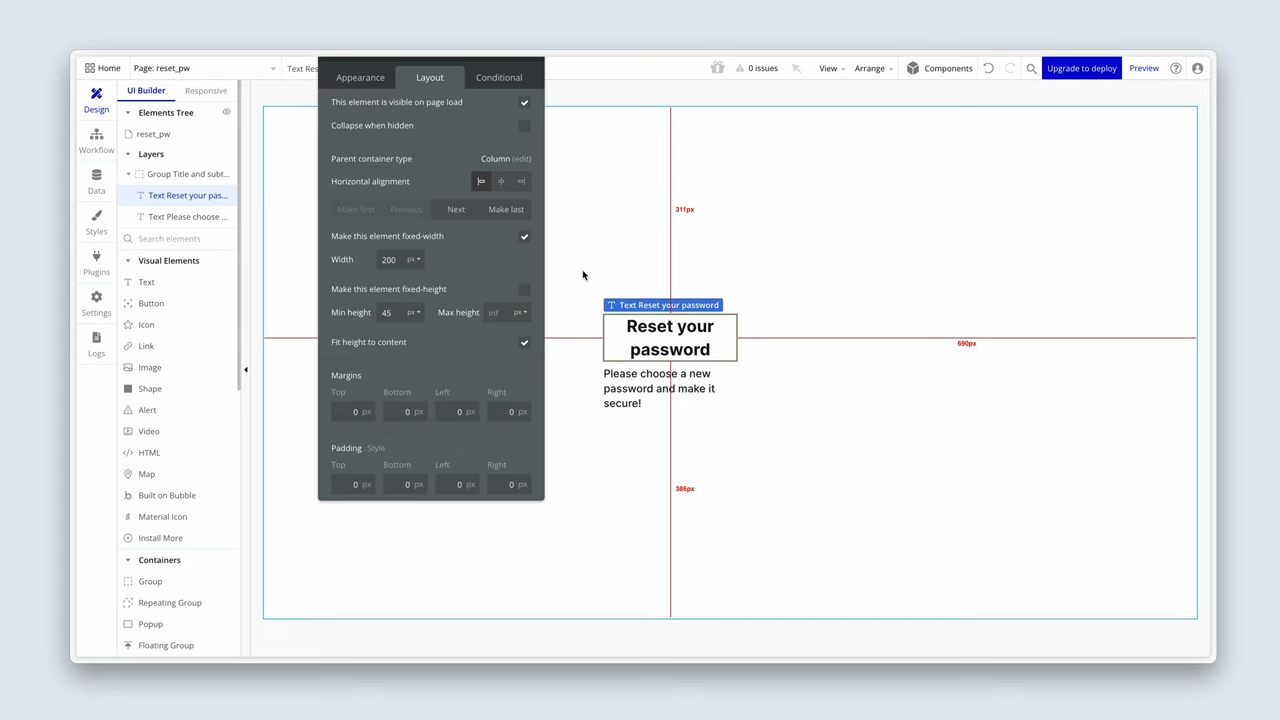 Home
Page: reset_pw
Text Res
0 issues
View
Arrange
Components
Upgrade to deploy
Preview
Design
Workflow
Data
Styles
Plugins
Settings
Logs
UI Builder
Responsive
Elements Tree
reset_pw
Layers
Group Title and subt...
Text Reset your pas...
Text Please choose ...
Search elements
Visual Elements
Text
Button
Icon
Link
Image
Shape
Alert
Video
HTML
Map
Built on Bubble
Material Icon
Install More
Containers
Group
Repeating Group
Popup
Floating Group
Appearance
Layout
Conditional
This element is visible on page load
Collapse when hidden
Parent container type Column (edit)
Horizontal alignment
Make first Previous Next Make last
Make this element fixed-width
Width 200 px
Make this element fixed-height
Min height 45 px Max height inf px
Fit height to content
Margins
Top Bottom Left Right
0 px 0 px 0 px 0 px
Padding Style
Top Bottom Left Right
0 px 0 px 0 px 0 px
311px
Text Reset your password
Reset your
password
690px
Please choose a new
password and make it
secure!
386px